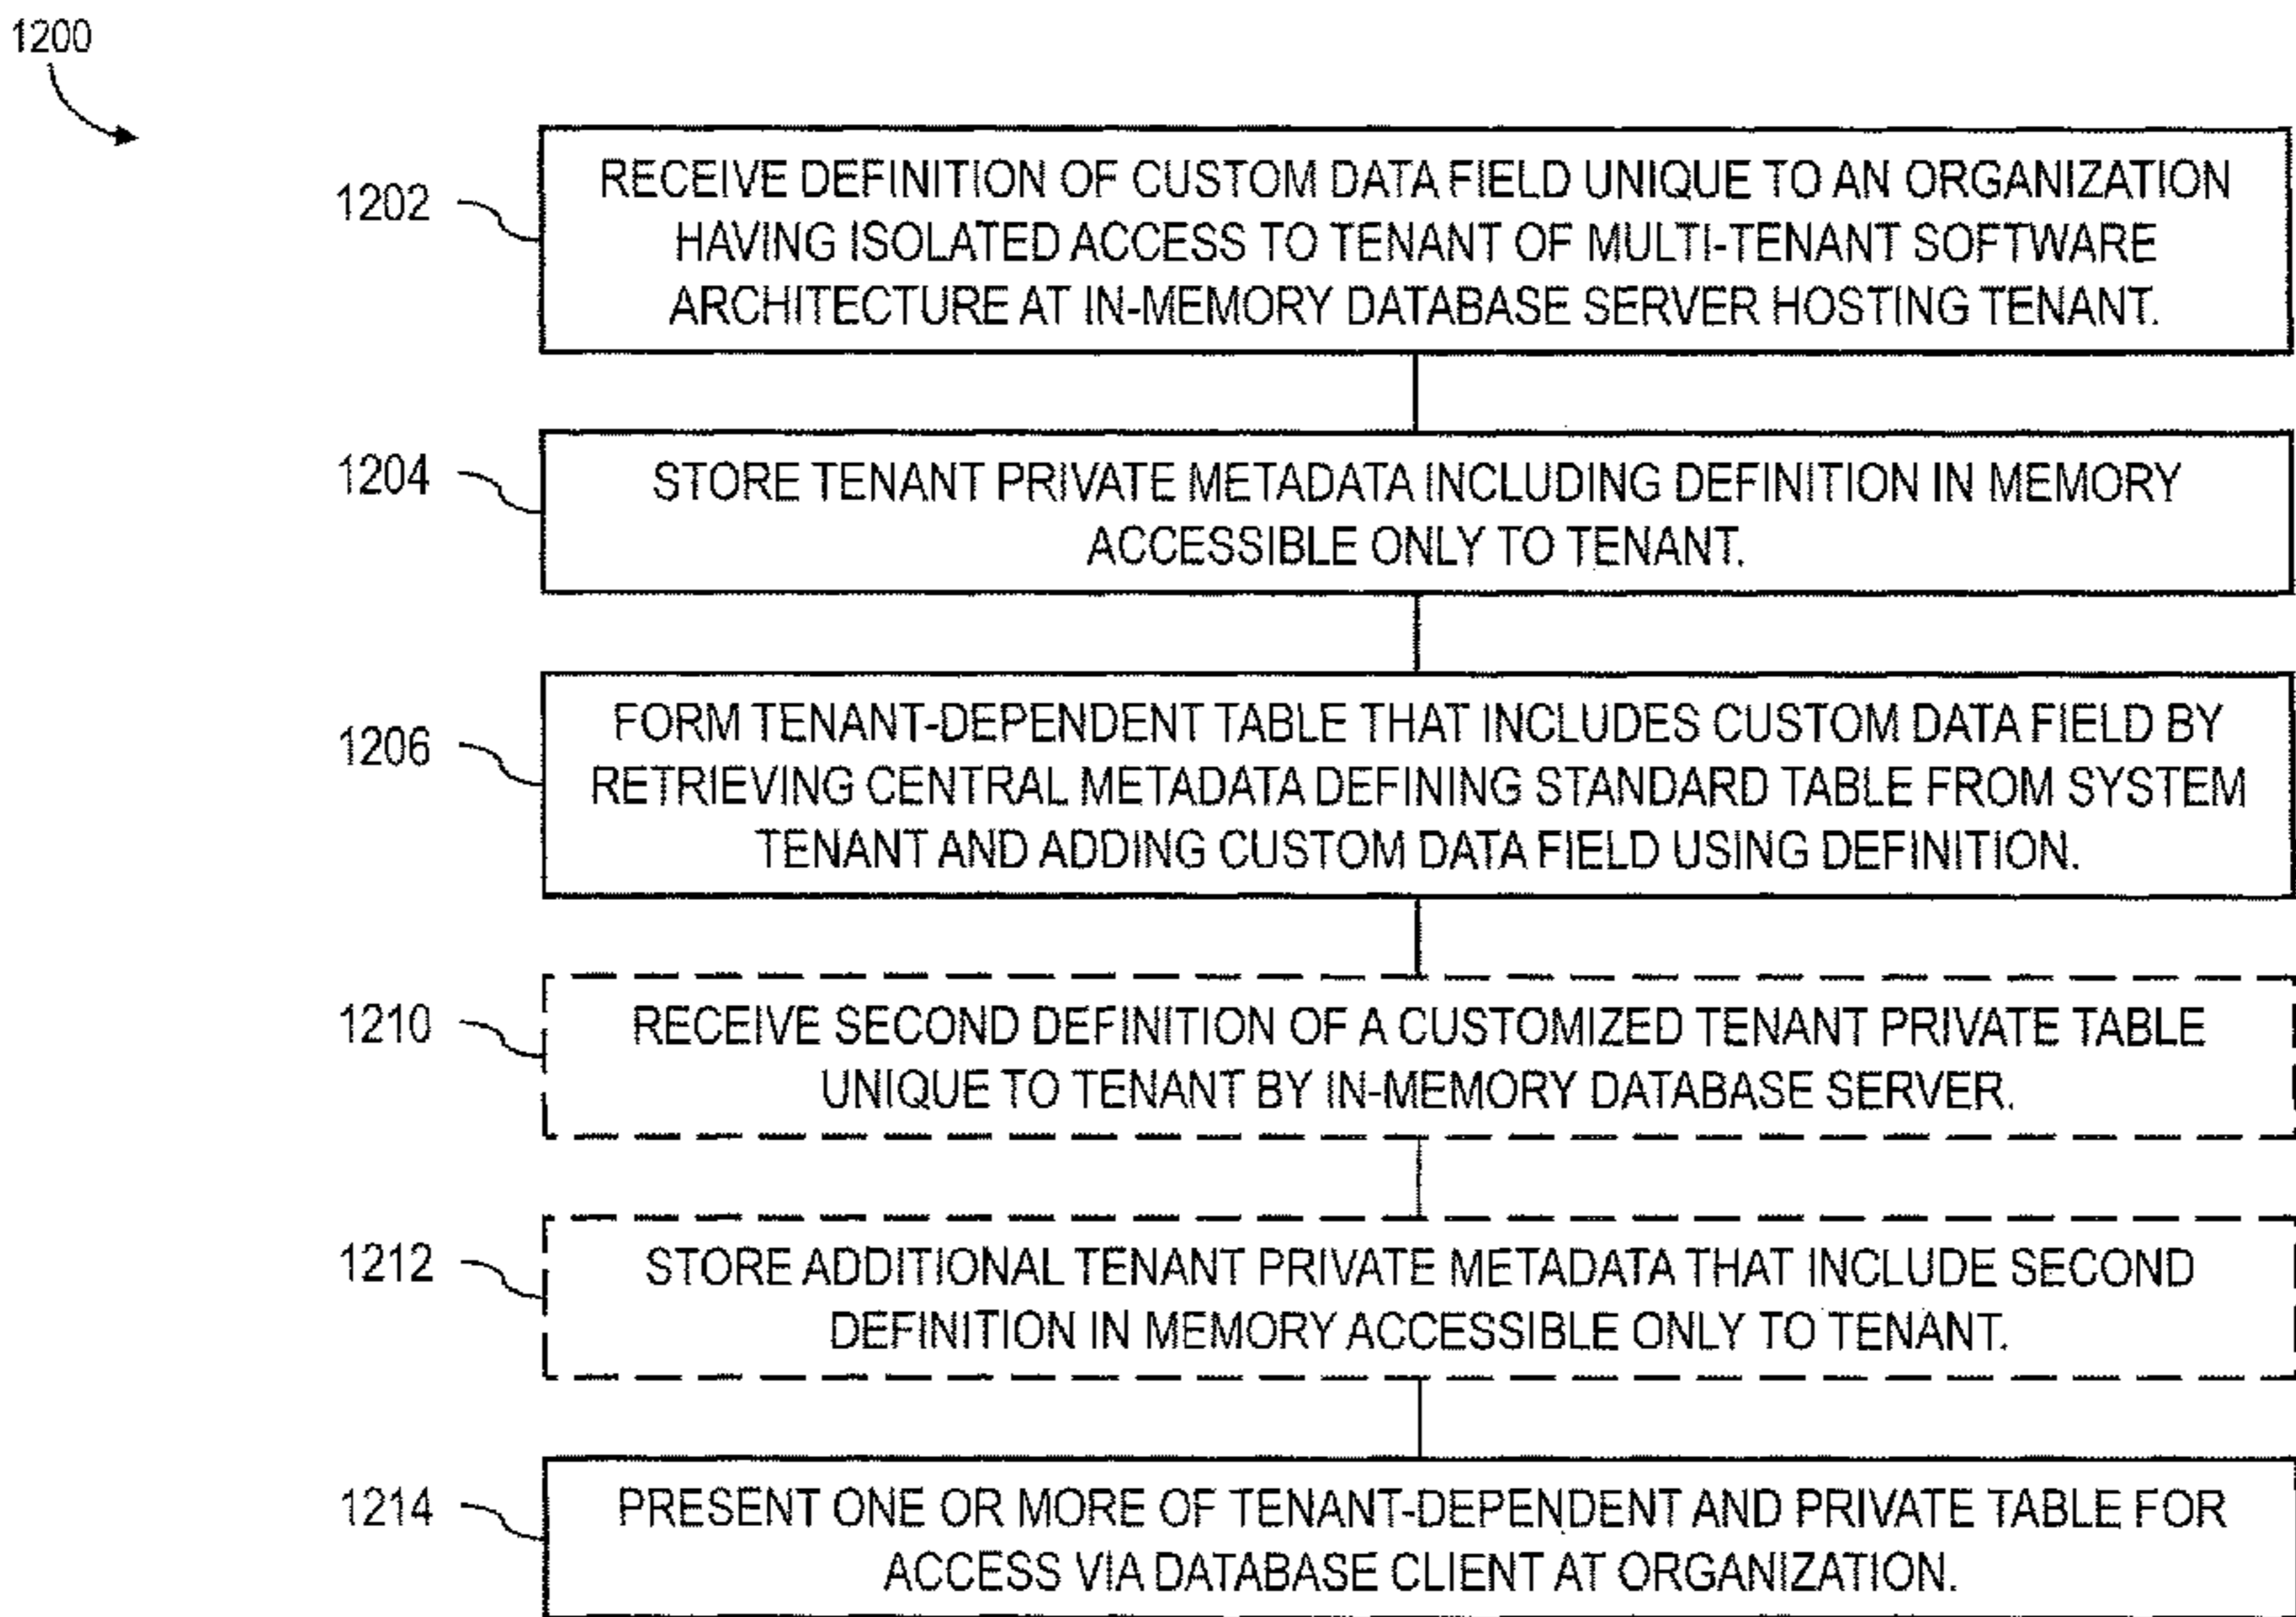 1200
1202
RECEIVE DEFINITION OF CUSTOM DATA FIELD UNIQUE TO AN ORGANIZATION
HAVING ISOLATED ACCESS TO TENANT OF MULTI-TENANT SOFTWARE
ARCHITECTURE AT IN-MEMORY DATABASE SERVER HOSTING TENANT.
1204
STORE TENANT PRIVATE METADATA INCLUDING DEFINITION IN MEMORY
ACCESSIBLE ONLY TO TENANT.
1206
FORM TENANT-DEPENDENT TABLE THAT INCLUDES CUSTOM DATA FIELD BY
RETRIEVING CENTRAL METADATA DEFINING STANDARD TABLE FROM SYSTEM
TENANT AND ADDING CUSTOM DATA FIELD USING DEFINITION.
1210
RECEIVE SECOND DEFINITION OF A CUSTOMIZED TENANT PRIVATE TABLE
UNIQUE TO TENANT BY IN-MEMORY DATABASE SERVER.
1212
STORE ADDITIONAL TENANT PRIVATE METADATA THAT INCLUDE SECOND
DEFINITION IN MEMORY ACCESSIBLE ONLY TO TENANT.
1214
PRESENT ONE OR MORE OF TENANT-DEPENDENT AND PRIVATE TABLE FOR
ACCESS VIA DATABASE CLIENT AT ORGANIZATION.